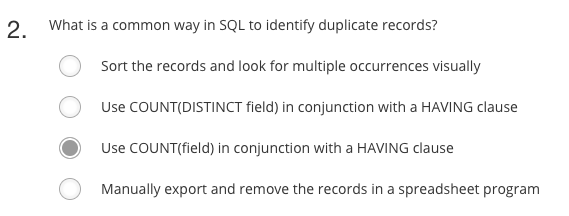 2. What is a common way in SQL to identify duplicate records?
Sort the records and look for multiple occurrences visually
Use COUNT(DISTINCT field) in conjunction with a HAVING clause
Use COUNT(field) in conjunction with a HAVING clause
Manually export and remove the records in a spreadsheet program